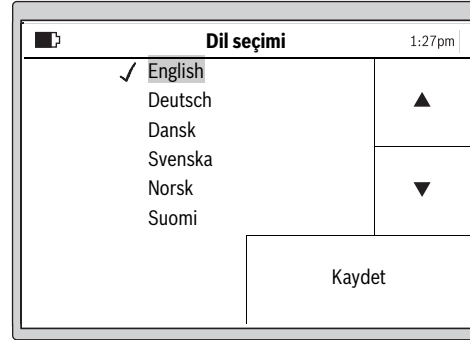 Dil seçimi 1:27pm
English
Deutsch
Dansk
Svenska
Norsk
Suomi
Kaydet